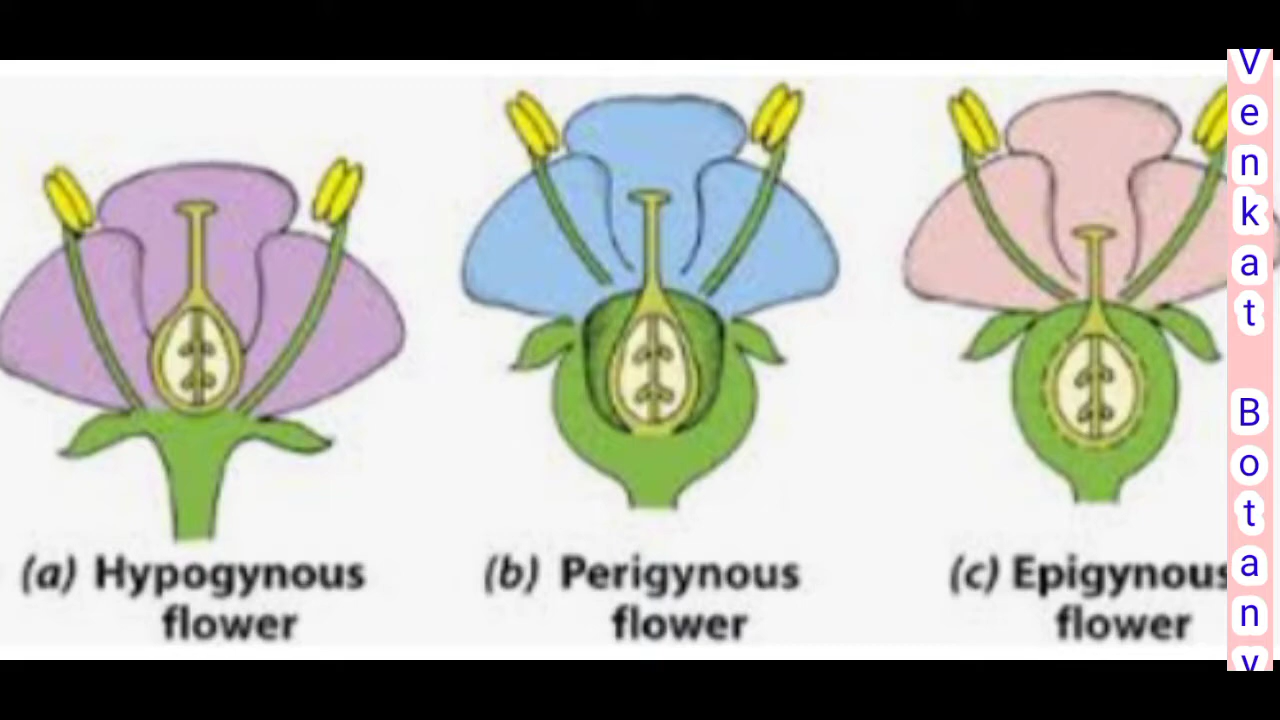 (a) Hypogynous
flower
(b) Perigynous
flower
(c) Epigynous
flower
Venkat Botany